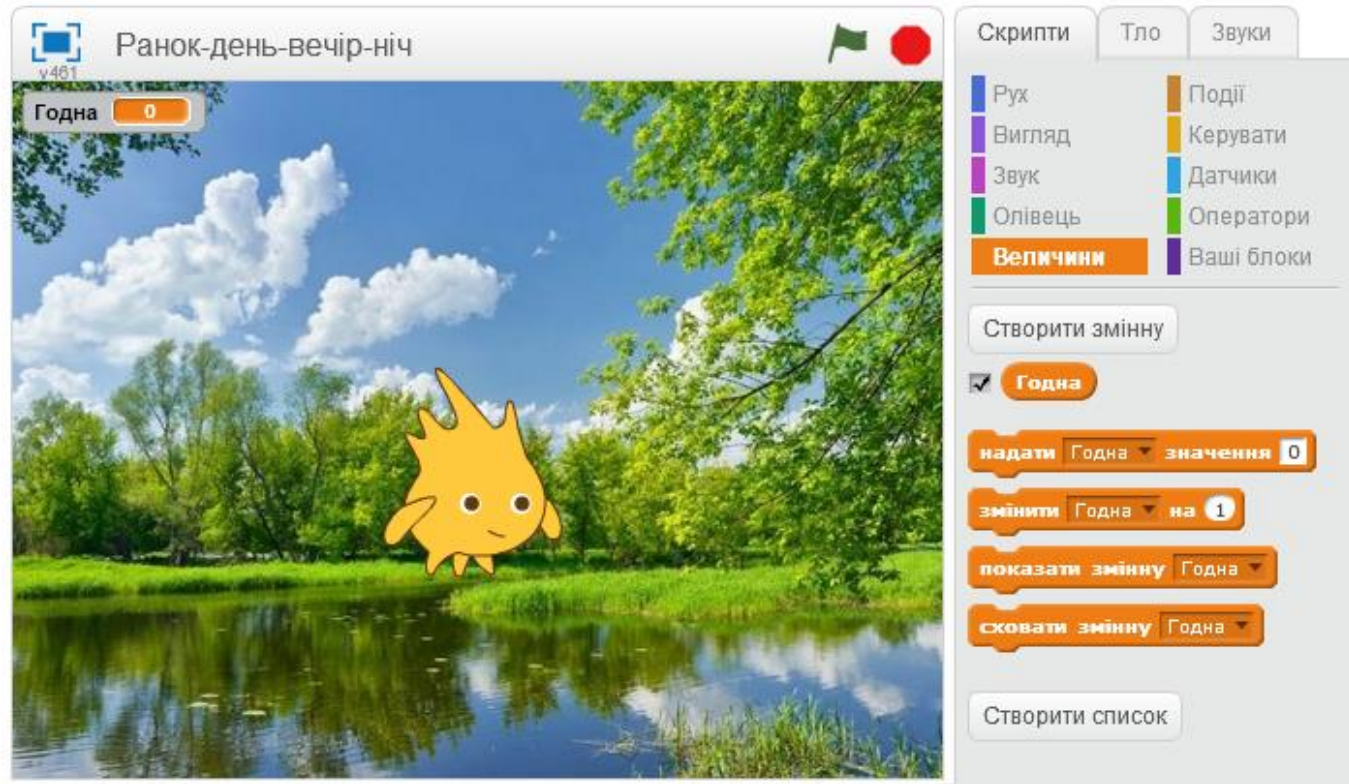 Ранок-день-вечір-ніч
v461
Годна 0
Скрипти Тло Звуки
Рух Події
Вигляд Керувати
Звук Датчики
Олівець Оператори
Величини Ваші блоки
Створити змінну
Годна
надати Годна значення 0
змінити Годна на 1
показати змінну Годна
сховати змінну Годна
Створити список